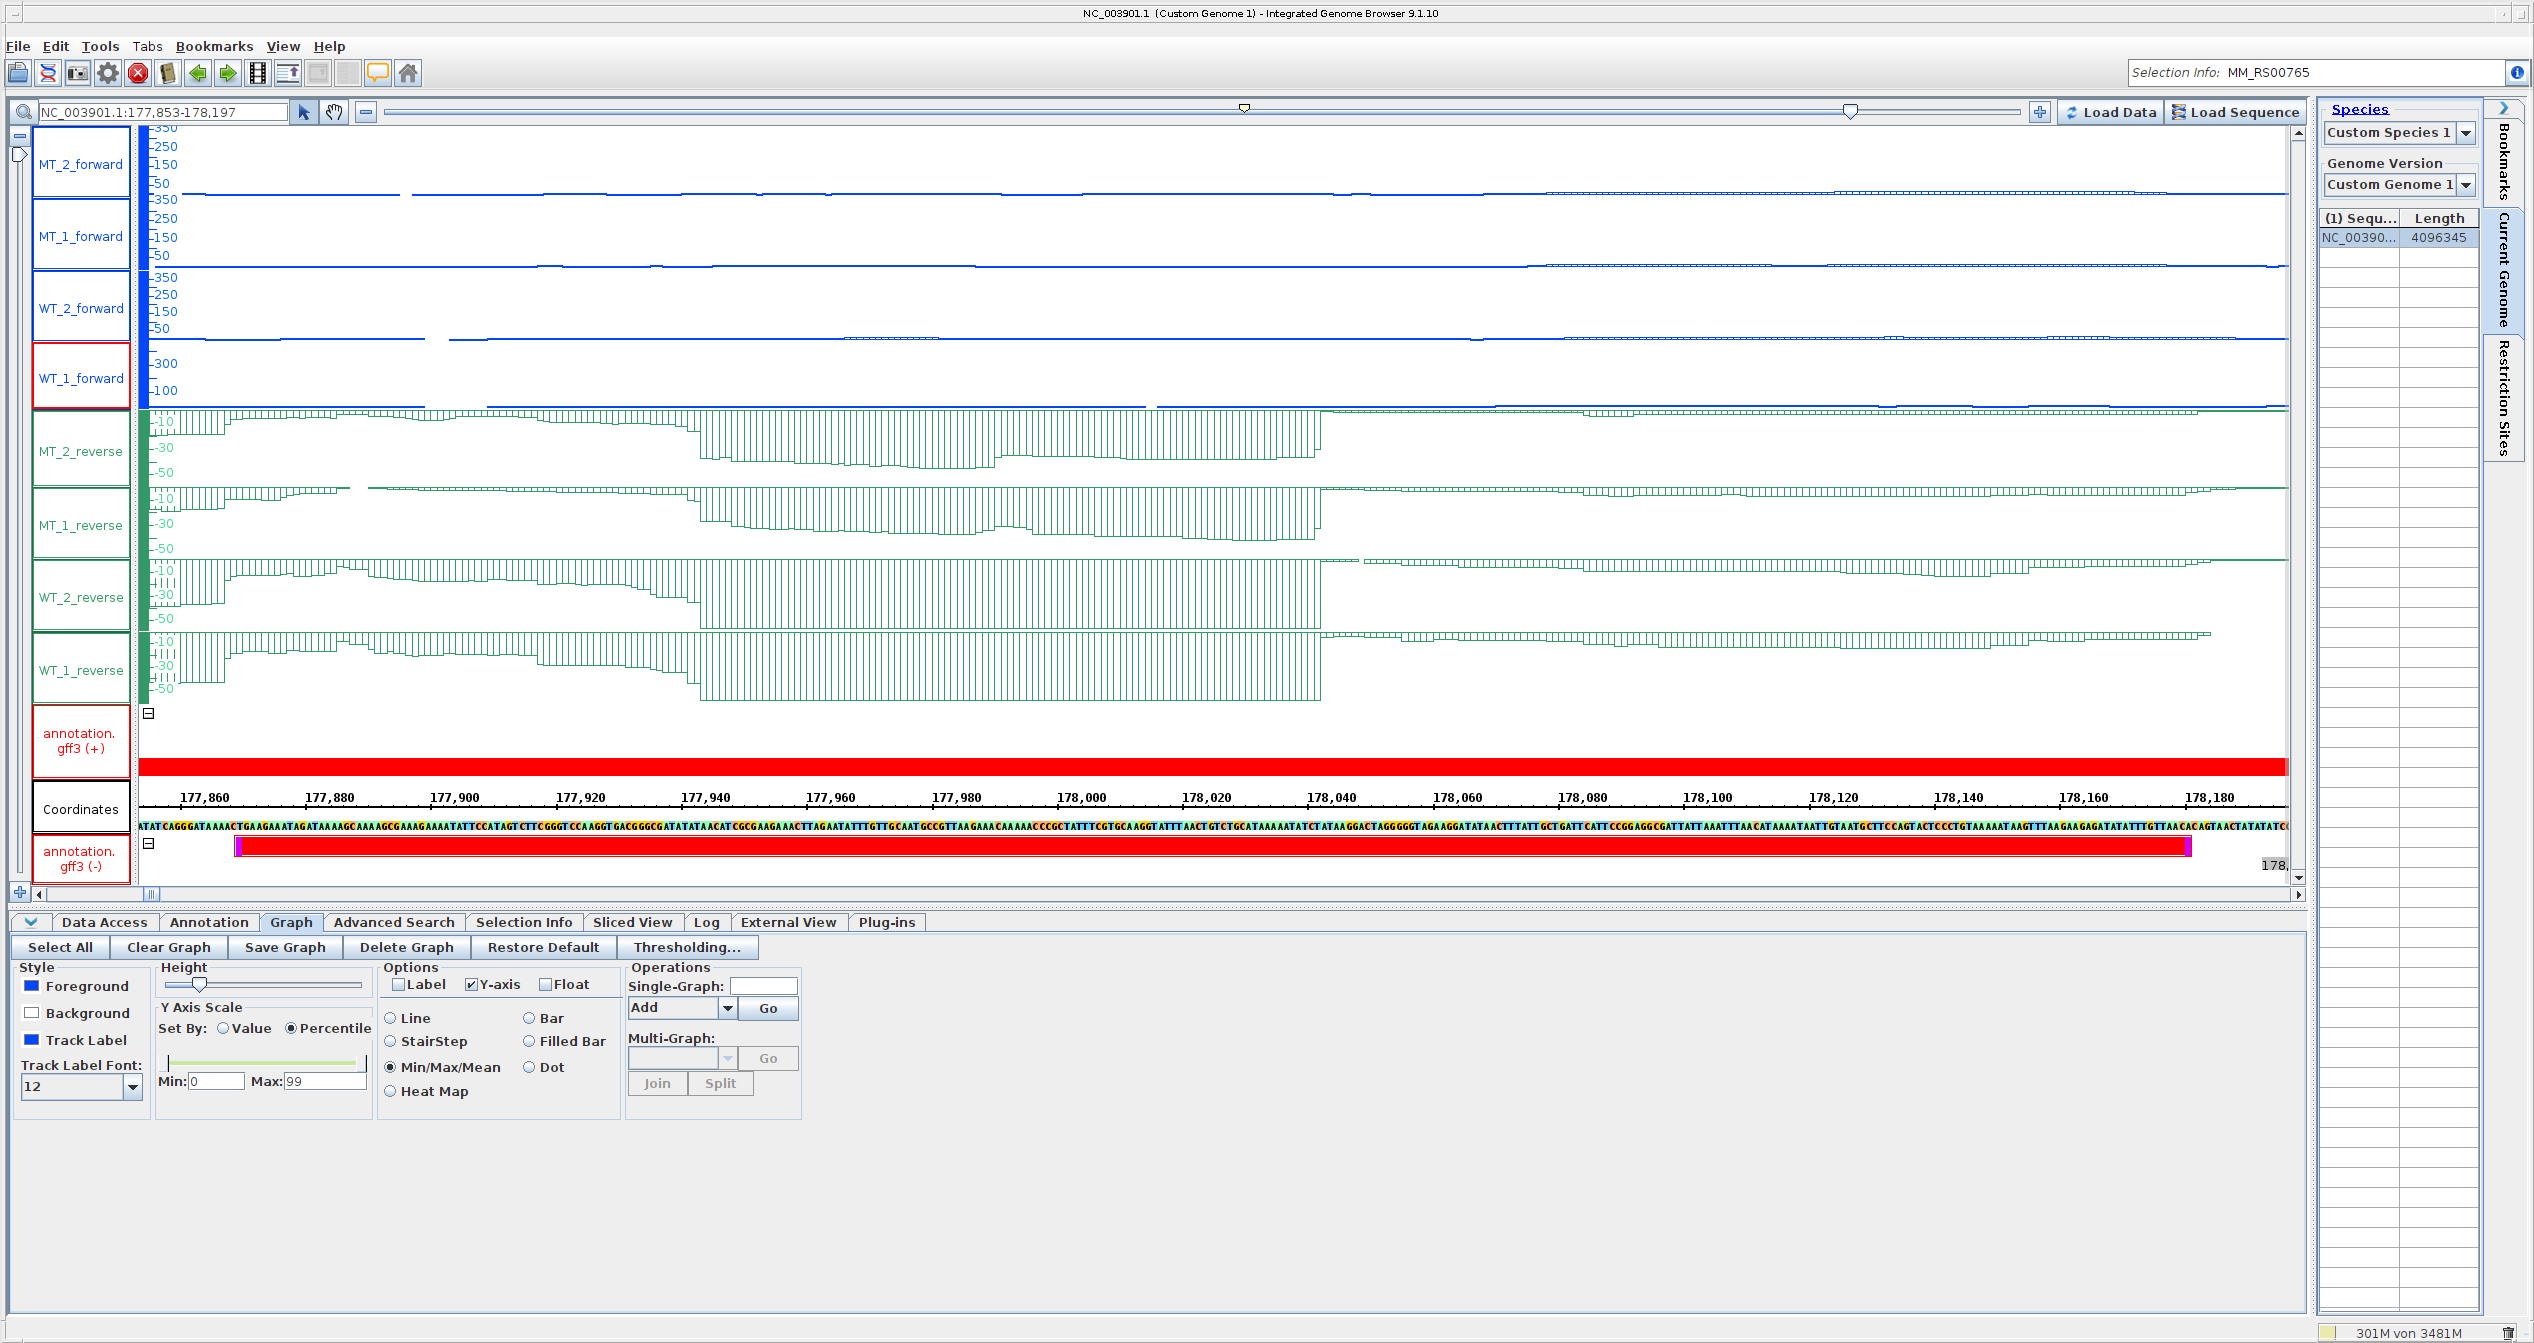 NC_003901.1 (Custom Genome 1) - Integrated Genome Browser 9.1.10
File Edit Tools Tabs Bookmarks View Help
Selection Info: MM_RS00765
NC_003901.1:177,853-178,197
Load Data
Load Sequence
MT_2_forward
350
250
150
50
MT_1_forward
350
250
150
50
WT_2_forward
350
250
150
50
WT_1_forward
300
100
MT_2_reverse
-10
-30
-50
MT_1_reverse
-10
-30
-50
WT_2_reverse
-10
-30
-50
WT_1_reverse
-10
-30
-50
annotation.
gff3 (+)
Coordinates
177,860 177,880 177,900 177,920 177,940 177,960 177,980 178,000 178,020 178,040 178,060 178,080 178,100 178,120 178,140 178,160 178,180
annotation.
gff3 (-)
178,
Species
Custom Species 1
Genome Version
Custom Genome 1
(1) Sequ... Length
NC_00390... 4096345
Bookmarks
Current Genome
Restriction Sites
Data Access Annotation Graph Advanced Search Selection Info Sliced View Log External View Plug-ins
Select All Clear Graph Save Graph Delete Graph Restore Default Thresholding...
Style
Foreground
Background
Track Label
Track Label Font:
12
Height
Y Axis Scale
Set By: Value Percentile
Min: 0 Max: 99
Options
Label Y-axis Float
Line Bar
StairStep Filled Bar
Min/Max/Mean Dot
Heat Map
Operations
Single-Graph:
Add Go
Multi-Graph:
Go
Join Split
301M von 3481M